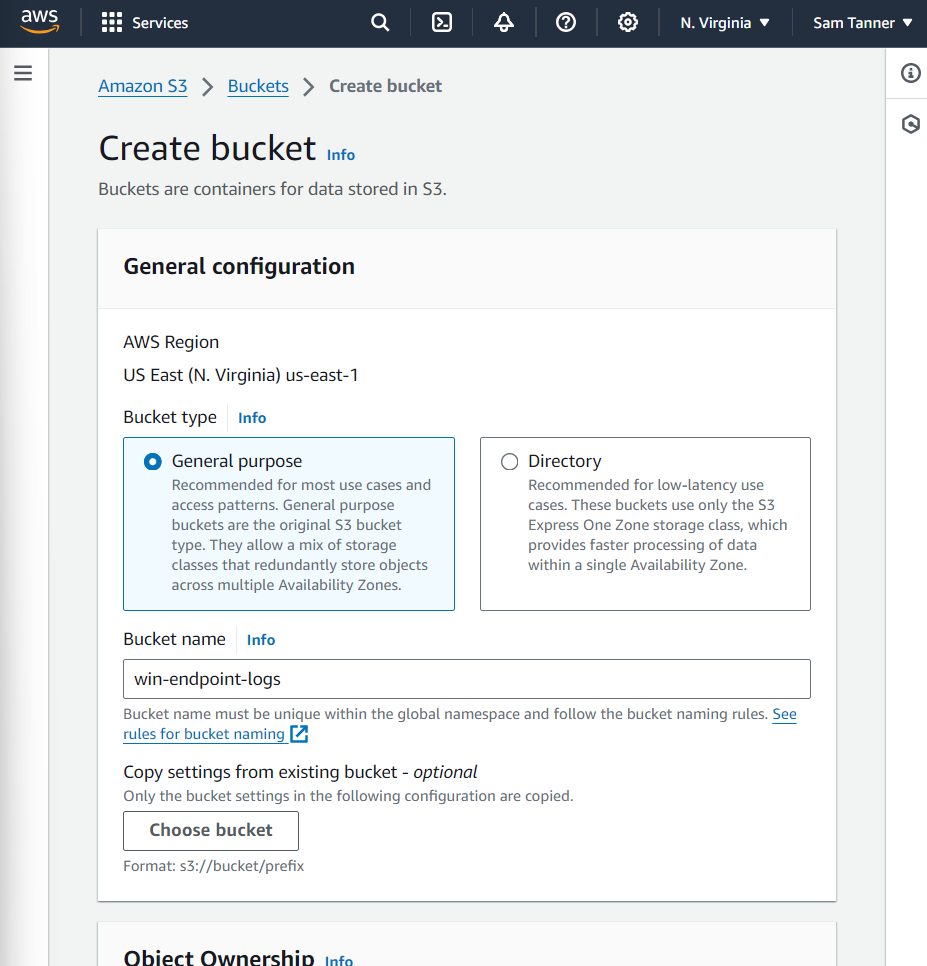 aws Services N. Virginia Sam Tanner
Amazon S3 Buckets Create bucket
Create bucket Info
Buckets are containers for data stored in S3.
General configuration
AWS Region
US East (N. Virginia) us-east-1
Bucket type Info
General purpose
Recommended for most use cases and
access patterns. General purpose
buckets are the original S3 bucket
type. They allow a mix of storage
classes that redundantly store objects
across multiple Availability Zones.
Directory
Recommended for low-latency use
cases. These buckets use only the S3
Express One Zone storage class, which
provides faster processing of data
within a single Availability Zone.
Bucket name Info
win-endpoint-logs
Bucket name must be unique within the global namespace and follow the bucket naming rules. See
rules for bucket naming
Copy settings from existing bucket - optional
Only the bucket settings in the following configuration are copied.
Choose bucket
Format: s3://bucket/prefix
Object Ownership Info